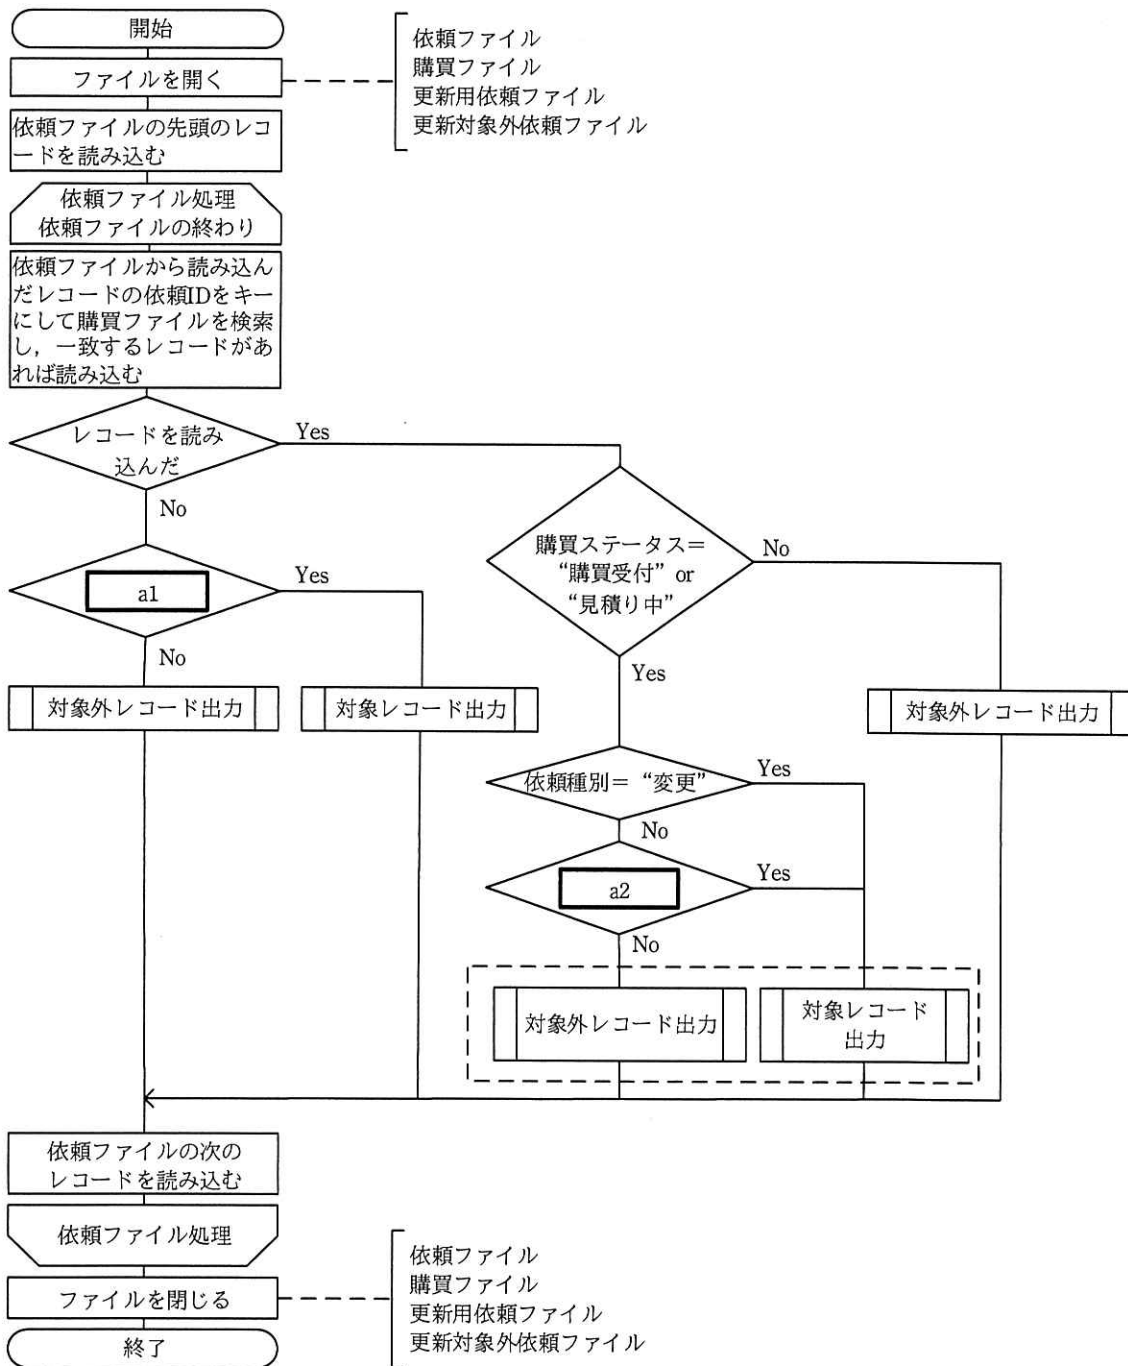 開始
ファイルを開く
依頼ファイル
購買ファイル
更新用依頼ファイル
更新対象外依頼ファイル
依頼ファイルの先頭のレコ
ードを読み込む
依頼ファイル処理
依頼ファイルの終わり
依頼ファイルから読み込ん
だレコードの依頼IDをキー
にして購買ファイルを検索
し，一致するレコードがあ
れば読み込む
レコードを読み
込んだ
Yes
No
a1
Yes
No
対象外レコード出力
対象レコード出力
購買ステータス＝
“購買受付” or
“見積り中”
No
Yes
対象外レコード出力
依頼種別＝“変更”
Yes
No
a2
Yes
No
対象外レコード出力
対象レコード
出力
依頼ファイルの次の
レコードを読み込む
依頼ファイル処理
ファイルを閉じる
依頼ファイル
購買ファイル
更新用依頼ファイル
更新対象外依頼ファイル
終了